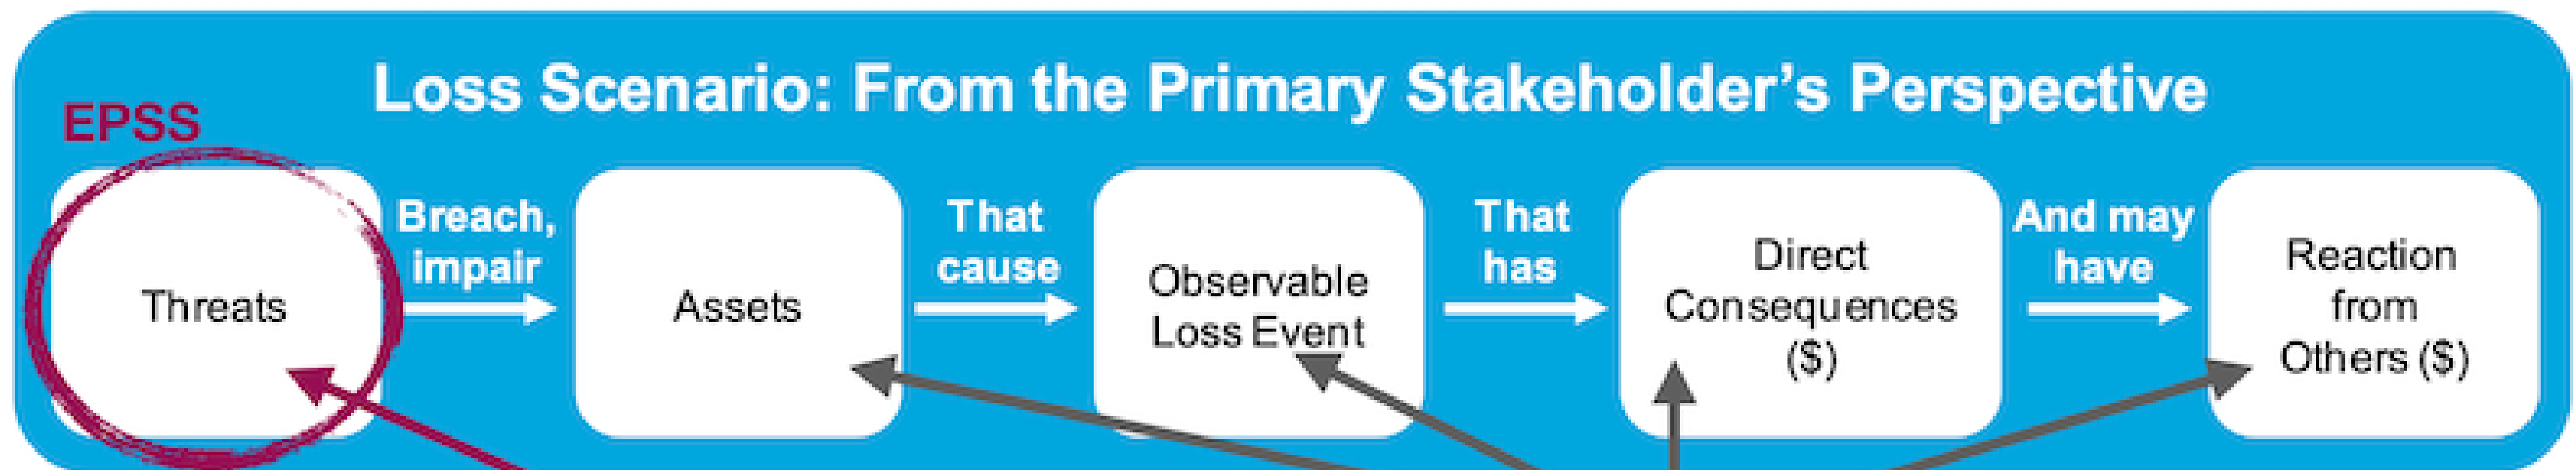 Loss Scenario: From the Primary Stakeholder’s Perspective
EPSS
Threats
Breach,
impair
Assets
That
cause
Observable
Loss Event
That
has
Direct
Consequences
($)
And may
have
Reaction
from
Others ($)